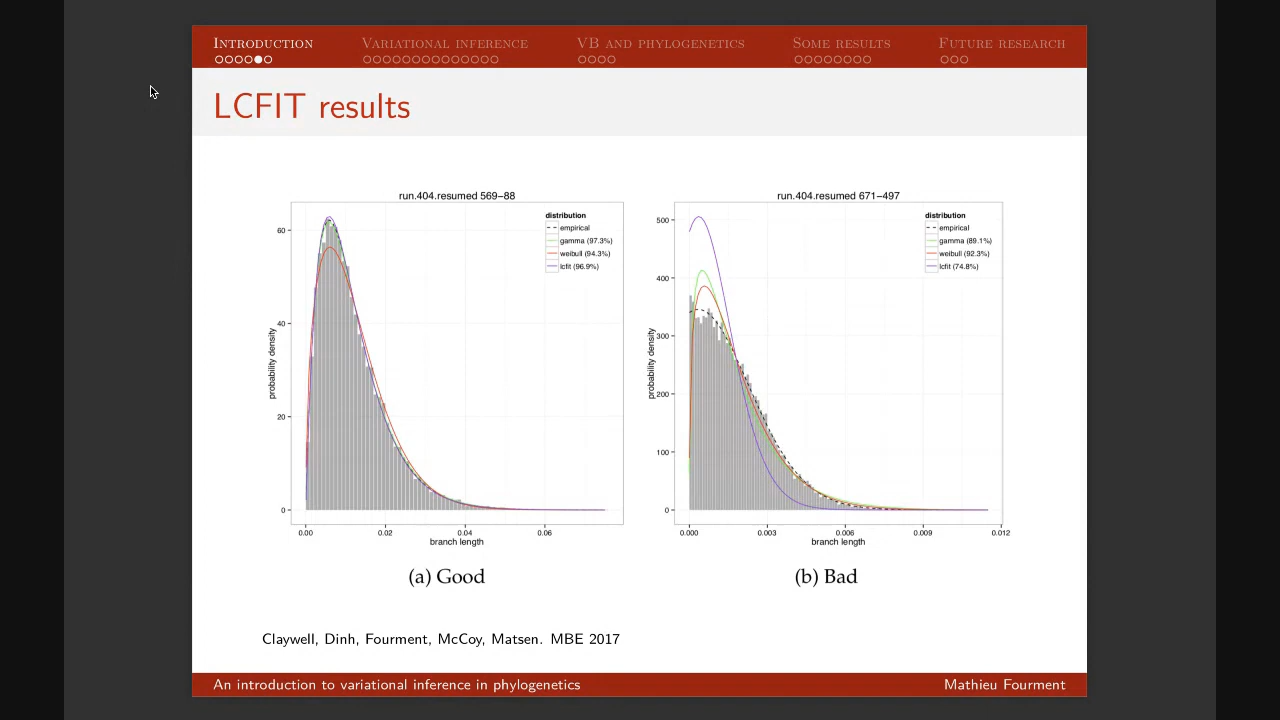 Introduction
Variational inference
VB and phylogenetics
Some results
Future research
LCFIT results
run.404.resumed 569–88
distribution
empirical
gamma (97.3%)
weibull (94.3%)
lcfit (96.9%)
60
40
20
0
probability density
0.00
0.02
0.04
0.06
branch length
(a) Good
run.404.resumed 671–497
distribution
empirical
gamma (89.1%)
weibull (92.3%)
lcfit (74.8%)
500
400
300
200
100
0
probability density
0.000
0.003
0.006
0.009
0.012
branch length
(b) Bad
Claywell, Dinh, Fourment, McCoy, Matsen. MBE 2017
An introduction to variational inference in phylogenetics
Mathieu Fourment